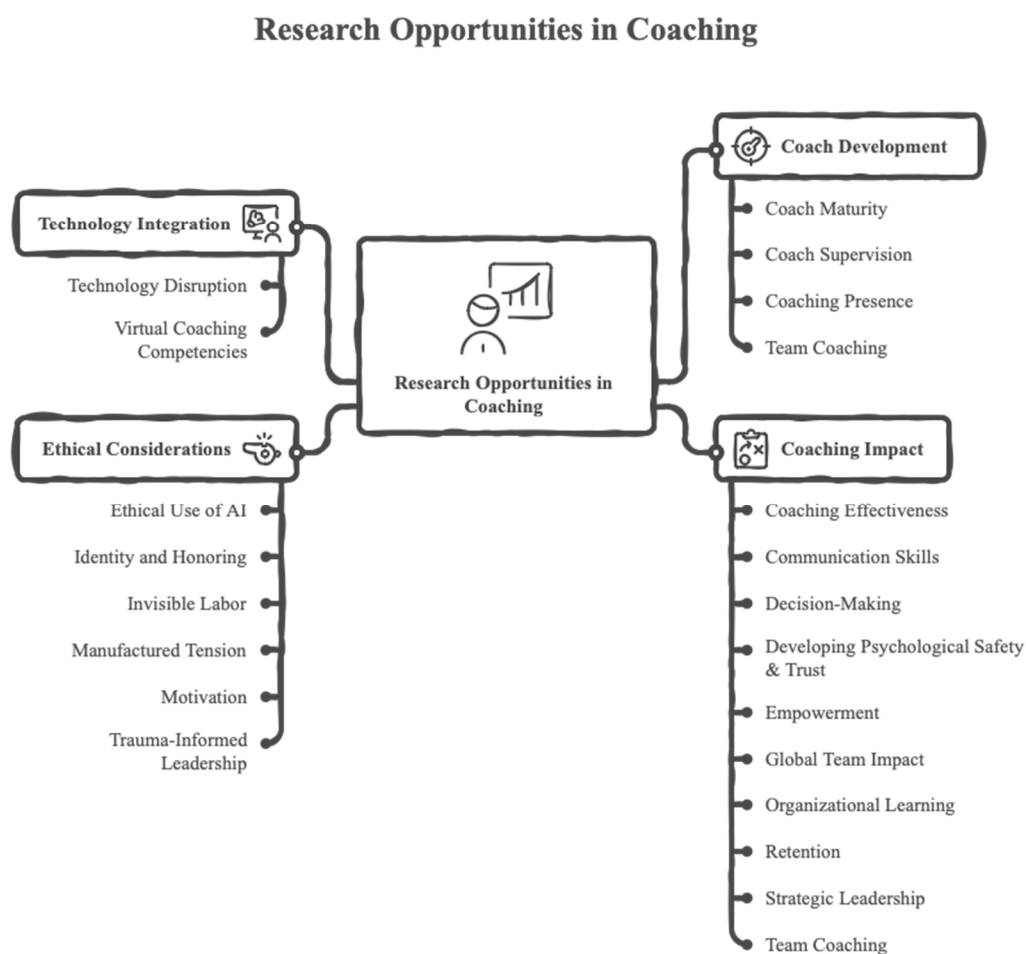 Research Opportunities in Coaching
Technology Integration
Technology Disruption
Virtual Coaching
Competencies
Ethical Considerations
Ethical Use of AI
Identity and Honoring
Invisible Labor
Manufactured Tension
Motivation
Trauma-Informed
Leadership
Research Opportunities in
Coaching
Coach Development
Coach Maturity
Coach Supervision
Coaching Presence
Team Coaching
Coaching Impact
Coaching Effectiveness
Communication Skills
Decision-Making
Developing Psychological Safety
& Trust
Empowerment
Global Team Impact
Organizational Learning
Retention
Strategic Leadership
Team Coaching